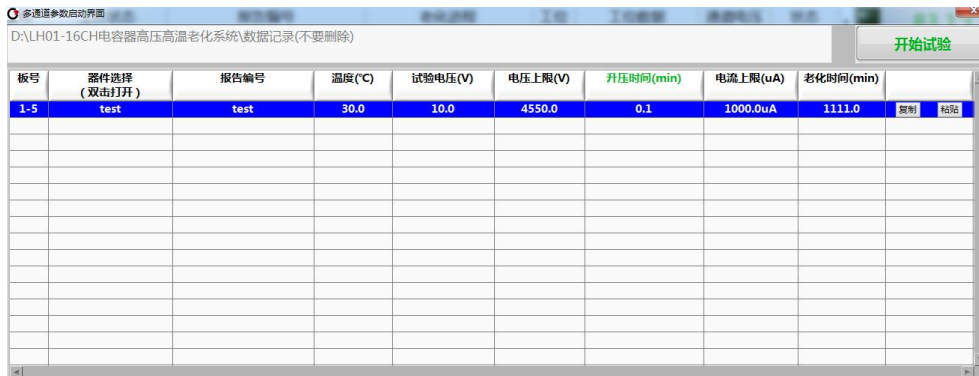 多通道参数启动界面
D:\LH01-16CH电容器高压高温老化系统\数据记录(不要删除)
开始试验
板号 器件选择 报告编号 温度(℃) 试验电压(V) 电压上限(V) 升压时间(min) 电流上限(uA) 老化时间(min)
(双击打开)
1-5 test test 30.0 10.0 4550.0 0.1 1000.0uA 1111.0 复制 粘贴